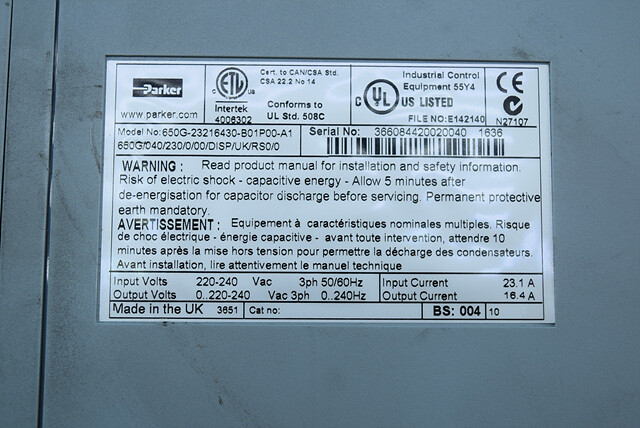 Parker
www.parker.com
ETL
C US
Intertek
4006302
Cert. to CAN/CSA Std.
CSA 22.2 No 14
Conforms to
UL Std. 508C
C UL US LISTED
Industrial Control
Equipment 55Y4
FILE NO:E142140
CE
N27107
Model No:650G-23216430-B01P00-A1
650G/040/230/0/00/DISP/UK/RS0/0
Serial No: 366084420020040 1636
WARNING : Read product manual for installation and safety information.
Risk of electric shock - capacitive energy - Allow 5 minutes after
de-energisation for capacitor discharge before servicing. Permanent protective
earth mandatory.
AVERTISSEMENT : Equipement à caractéristiques nominales multiples. Risque
de choc électrique - énergie capacitive - avant toute intervention, attendre 10
minutes après la mise hors tension pour permettre la décharge des condensateurs.
Avant installation, lire attentivement le manuel technique
Input Volts 220-240 Vac 3ph 50/60Hz
Output Volts 0..220-240 Vac 3ph 0..240Hz
Input Current 23.1 A
Output Current 16.4 A
Made in the UK 3651 Cat no: BS: 004 10